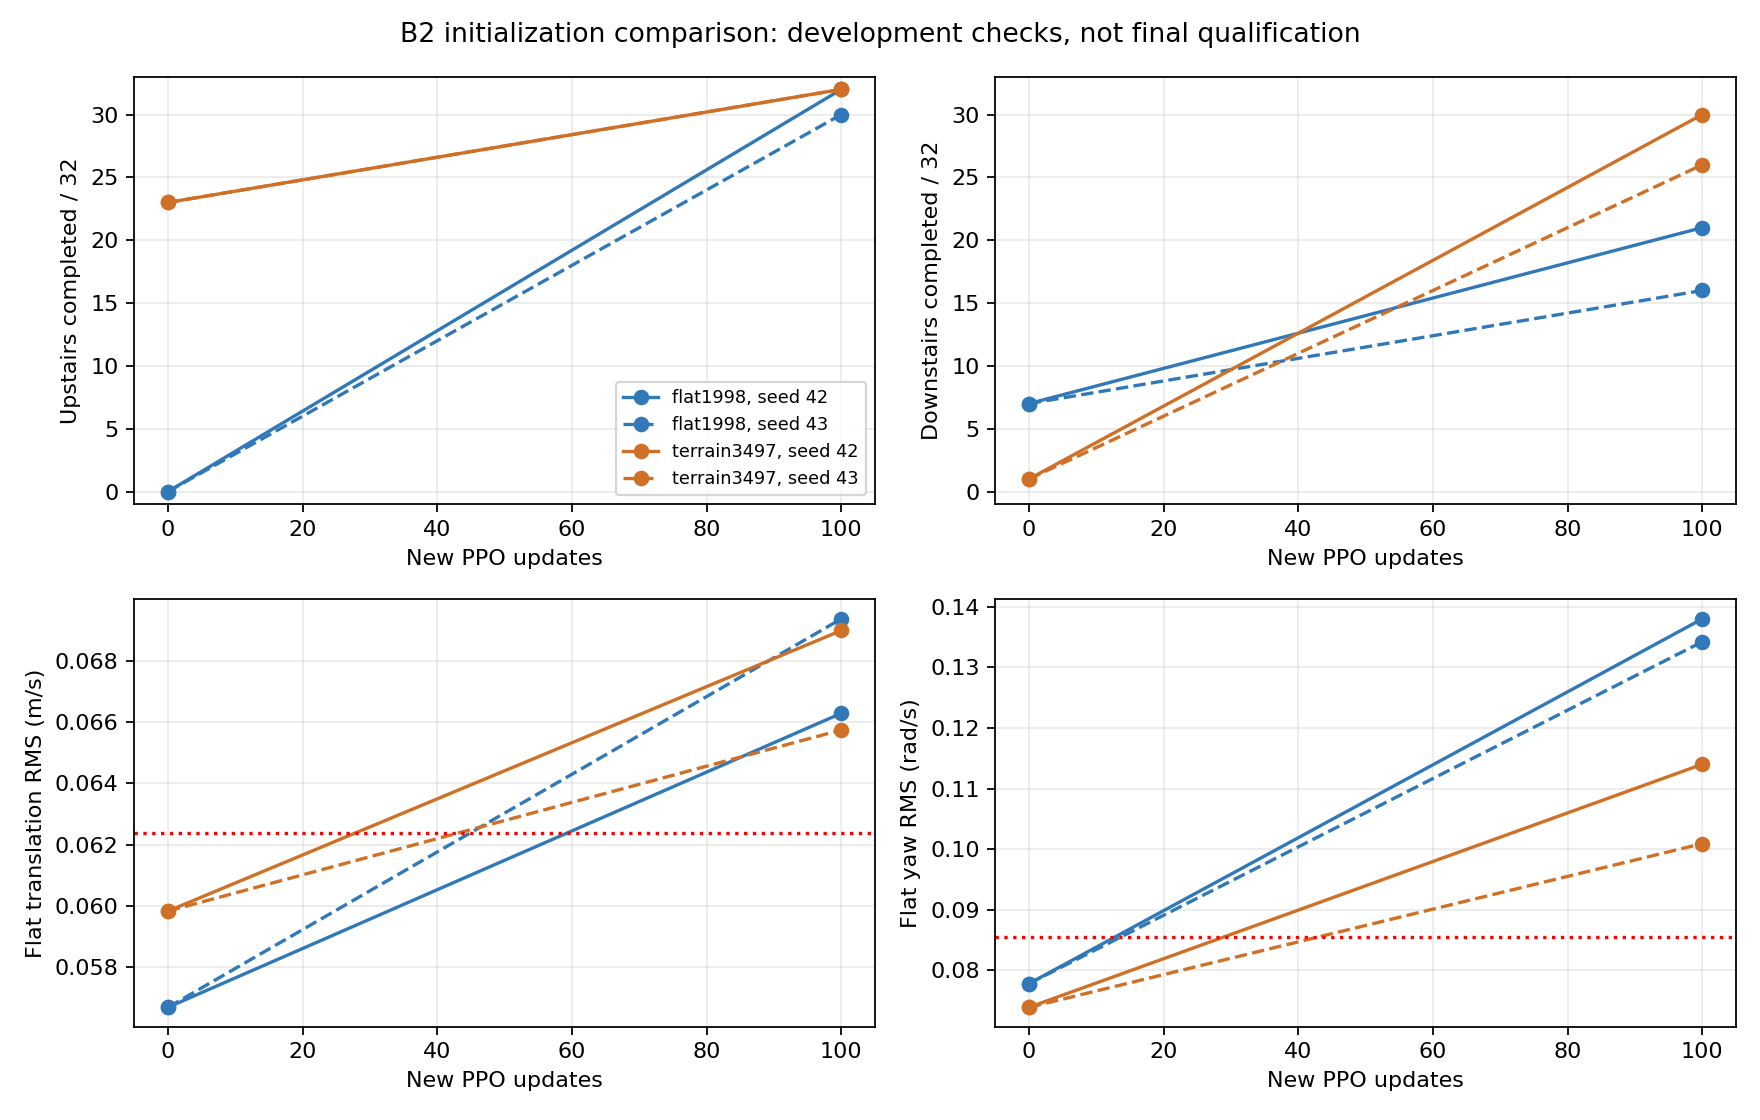 B2 initialization comparison: development checks, not final qualification
Upstairs completed / 32
30
25
20
15
10
5
0
flat1998, seed 42
flat1998, seed 43
terrain3497, seed 42
terrain3497, seed 43
0 20 40 60 80 100
New PPO updates
Downstairs completed / 32
30
25
20
15
10
5
0
0 20 40 60 80 100
New PPO updates
Flat translation RMS (m/s)
0.068
0.066
0.064
0.062
0.060
0.058
0 20 40 60 80 100
New PPO updates
Flat yaw RMS (rad/s)
0.14
0.13
0.12
0.11
0.10
0.09
0.08
0 20 40 60 80 100
New PPO updates